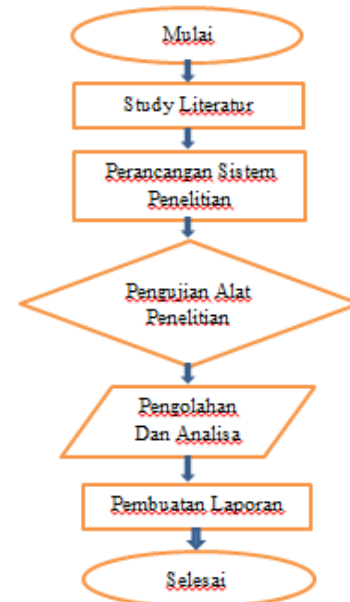 Mulai
Study Literatur
Perancangan Sistem
Penelitian
Pengujian Alat
Penelitian
Pengolahan
Dan Analisa
Pembuatan Laporan
Selesai